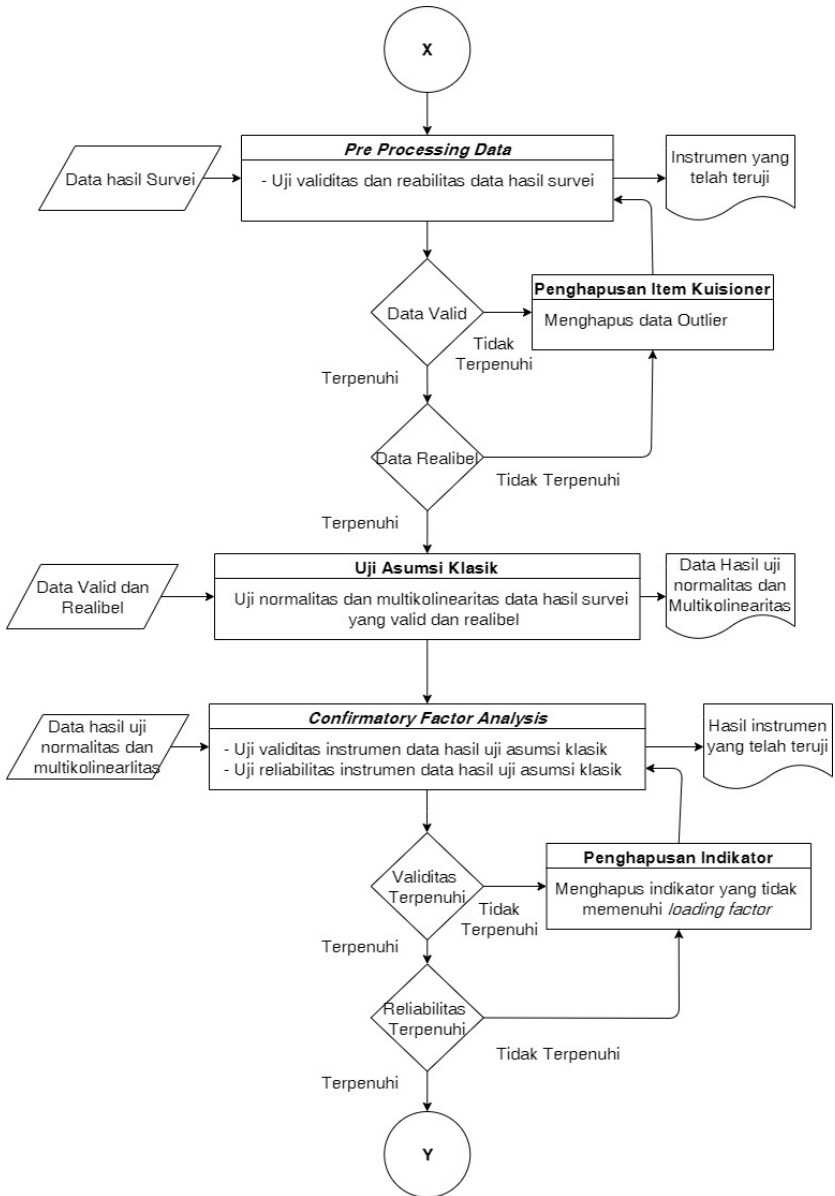 X
Pre Processing Data
Data hasil Survei
- Uji validitas dan reabilitas data hasil survei
Instrumen yang
telah teruji
Data Valid
Tidak
Terpenuhi
Penghapusan Item Kuisioner
Menghapus data Outlier
Terpenuhi
Data Realibel
Tidak Terpenuhi
Terpenuhi
Data Valid dan
Realibel
Uji Asumsi Klasik
Uji normalitas dan multikolinearitas data hasil survei
yang valid dan realibel
Data Hasil uji
normalitas dan
Multikolinearitas
Data hasil uji
normalitas dan
multikolinearlitas
Confirmatory Factor Analysis
- Uji validitas instrumen data hasil uji asumsi klasik
- Uji reliabilitas instrumen data hasil uji asumsi klasik
Hasil instrumen
yang telah teruji
Validitas
Terpenuhi
Tidak
Terpenuhi
Penghapusan Indikator
Menghapus indikator yang tidak
memenuhi loading factor
Terpenuhi
Reliabilitas
Terpenuhi
Tidak Terpenuhi
Terpenuhi
Y